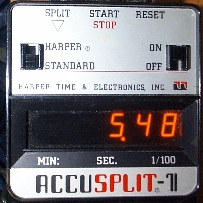 SPLIT START RESET
STOP
HARPER® ON
STANDARD OFF
HARPER TIME & ELECTRONICS, INC.
5.48
MIN: SEC. 1/100
ACCUSPLIT®-1